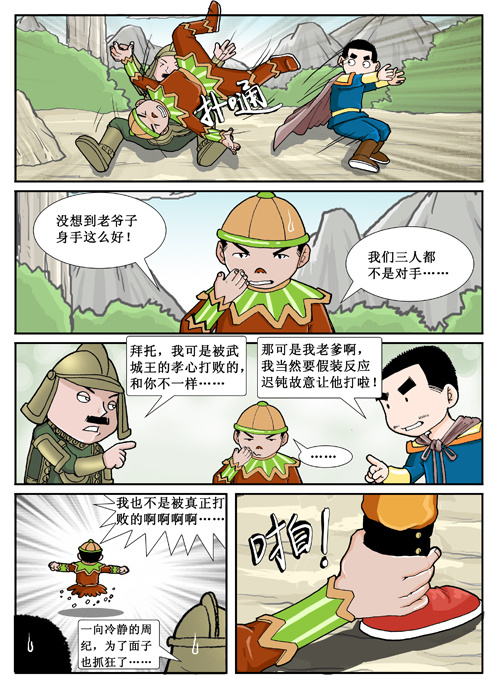 扑嗵
没想到老爷子
身手这么好！
我们三人都
不是对手……
拜托，我可是被武
城王的孝心打败的，
和你不一样……
那可是我老爹啊，
我当然要假装反应
迟钝故意让他打啦！
……
我也不是被真正打
败的啊啊啊啊……
一向冷静的周
纪，为了面子
也抓狂了……
啪！